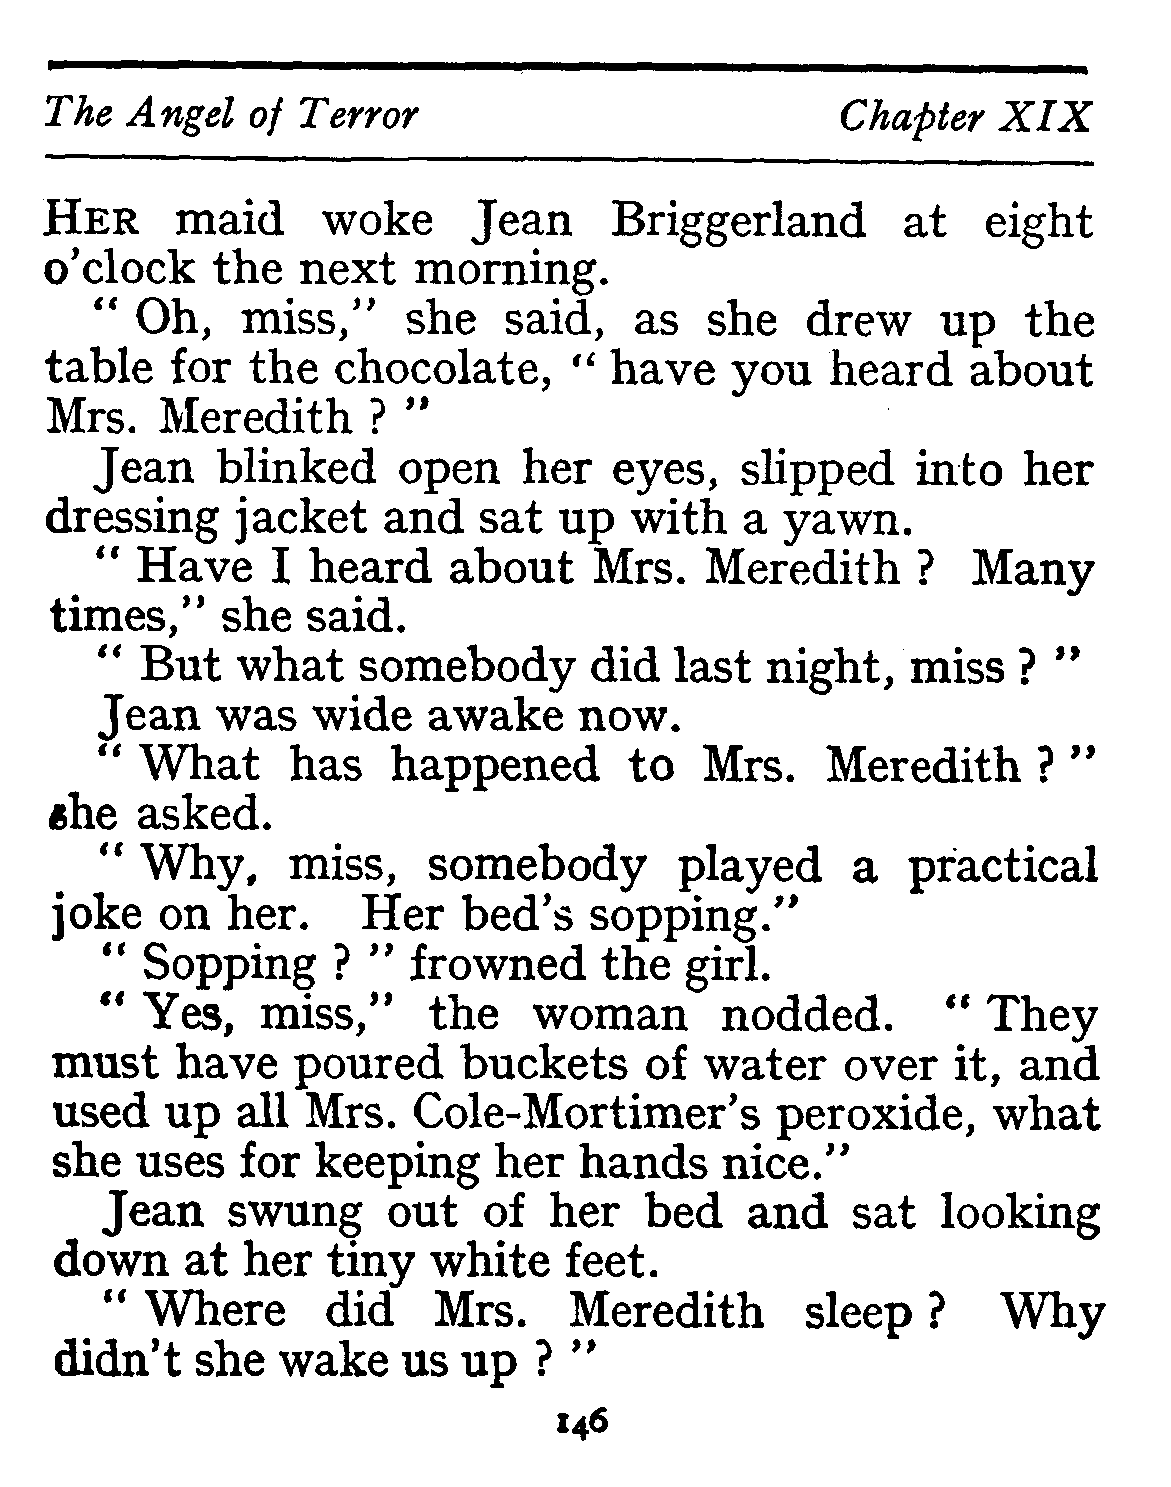 The Angel of Terror Chapter XIX
HER maid woke Jean Briggerland at eight
o'clock the next morning.
" Oh, miss," she said, as she drew up the
table for the chocolate, " have you heard about
Mrs. Meredith ? "
Jean blinked open her eyes, slipped into her
dressing jacket and sat up with a yawn.
" Have I heard about Mrs. Meredith ? Many
times," she said.
" But what somebody did last night, miss ? "
Jean was wide awake now.
" What has happened to Mrs. Meredith ? "
she asked.
" Why, miss, somebody played a practical
joke on her. Her bed's sopping."
" Sopping ? " frowned the girl.
" Yes, miss," the woman nodded. " They
must have poured buckets of water over it, and
used up all Mrs. Cole-Mortimer's peroxide, what
she uses for keeping her hands nice."
Jean swung out of her bed and sat looking
down at her tiny white feet.
" Where did Mrs. Meredith sleep ? Why
didn't she wake us up ? "
146